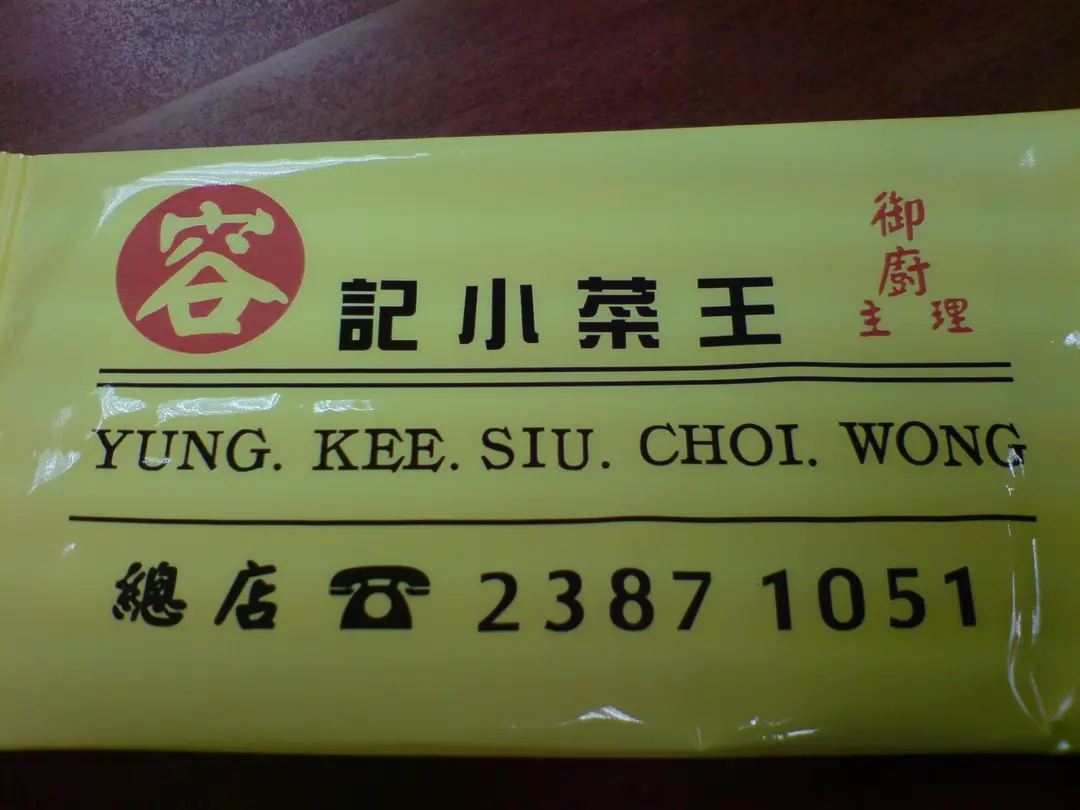 容記小菜王
御廚
主理
YUNG. KEE. SIU. CHOI. WONG
總店 ☎ 2387 1051